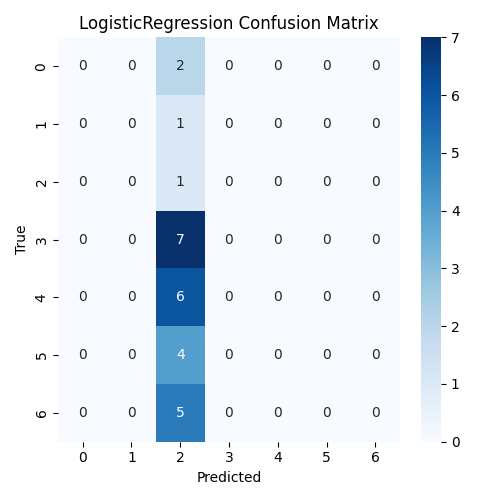 LogisticRegression Confusion Matrix
True
0 0 0 2 0 0 0 0
1 0 0 1 0 0 0 0
2 0 0 1 0 0 0 0
3 0 0 7 0 0 0 0
4 0 0 6 0 0 0 0
5 0 0 4 0 0 0 0
6 0 0 5 0 0 0 0
0 1 2 3 4 5 6
Predicted
7
6
5
4
3
2
1
0